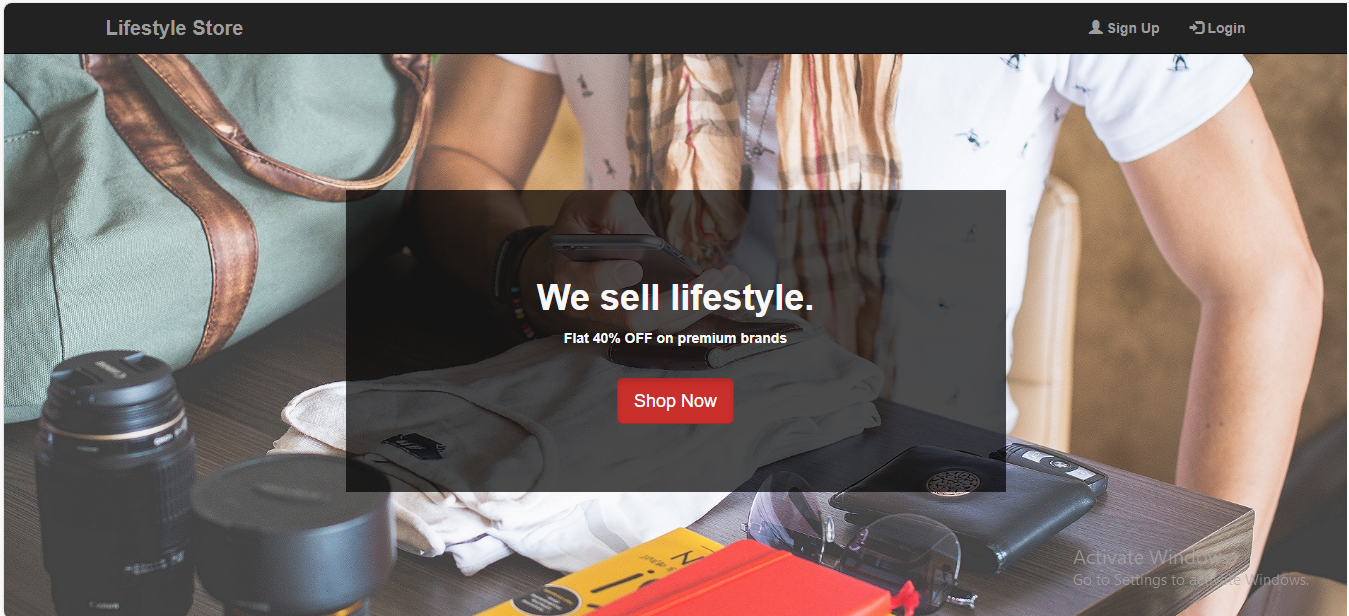 Lifestyle Store
Sign Up
Login
We sell lifestyle.
Flat 40% OFF on premium brands
Shop Now
Activate Windows
Go to Settings to activate Windows.